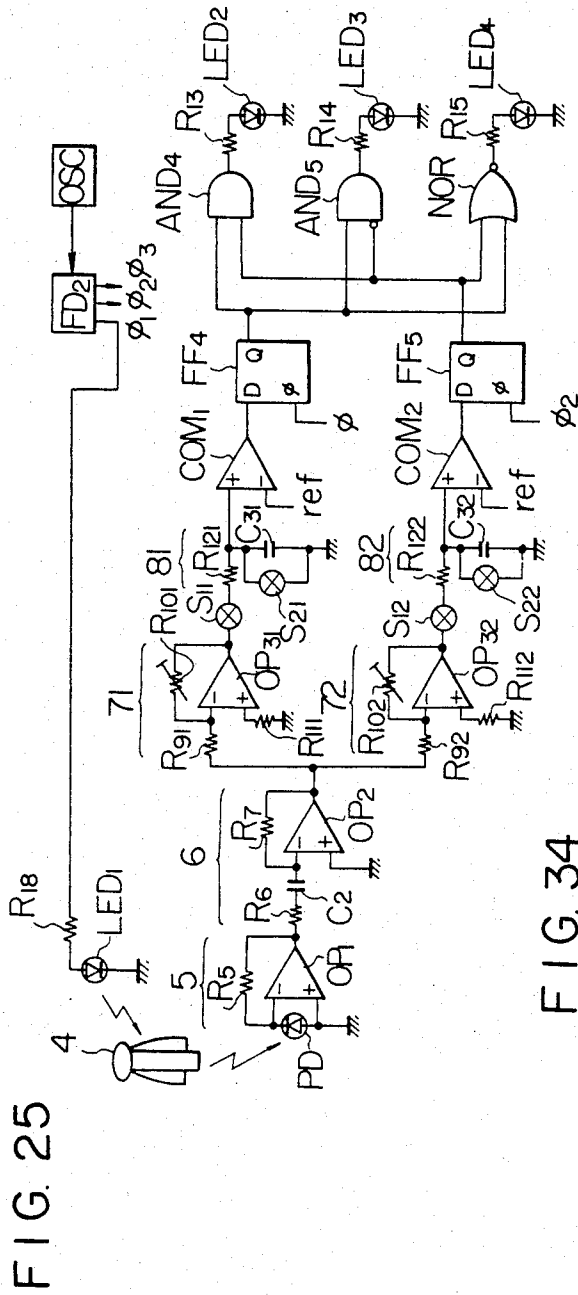 FIG. 25
4
R18
LED1
FD2
OSC
φ1 φ2 φ3
5
R5
PD
OP1
6
R6
C2
R7
OP2
71
R91
R101
R111
OP31
S11
81
R121
S21
C31
COM1
ref
FF4
D Q
φ
φ
AND4
R13
LED2
AND5
R14
LED3
NOR
R15
LED4
72
R92
R102
R112
OP32
S12
82
R122
S22
C32
COM2
ref
FF5
D Q
φ
φ2
- +
- +
- +
- +
+ -
+ -
FIG. 34